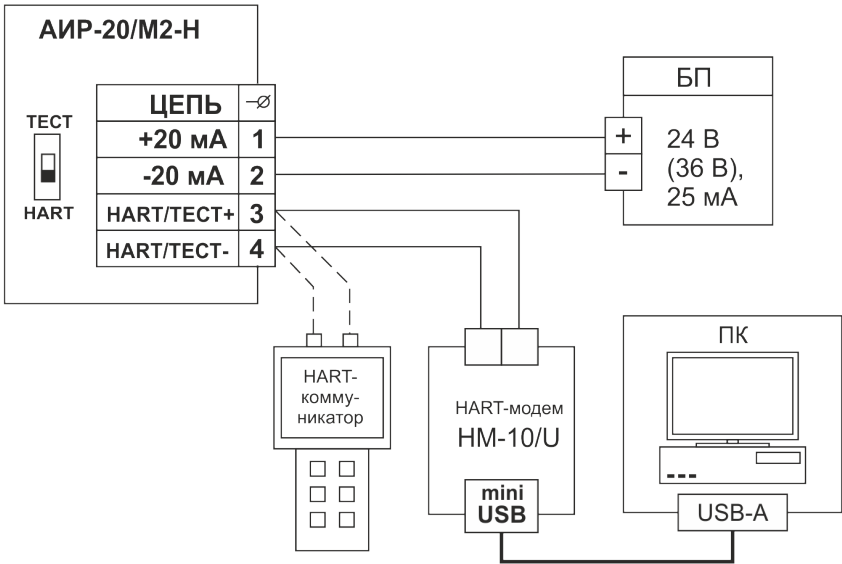 АИР-20/М2-Н
ЦЕПЬ
ТЕСТ
HART
+20 мА 1
-20 мА 2
HART/ТЕСТ+ 3
HART/ТЕСТ- 4
БП
+
-
24 В
(36 В),
25 мА
HART-
комму-
никатор
HART-модем
НМ-10/U
mini
USB
ПК
USB-A